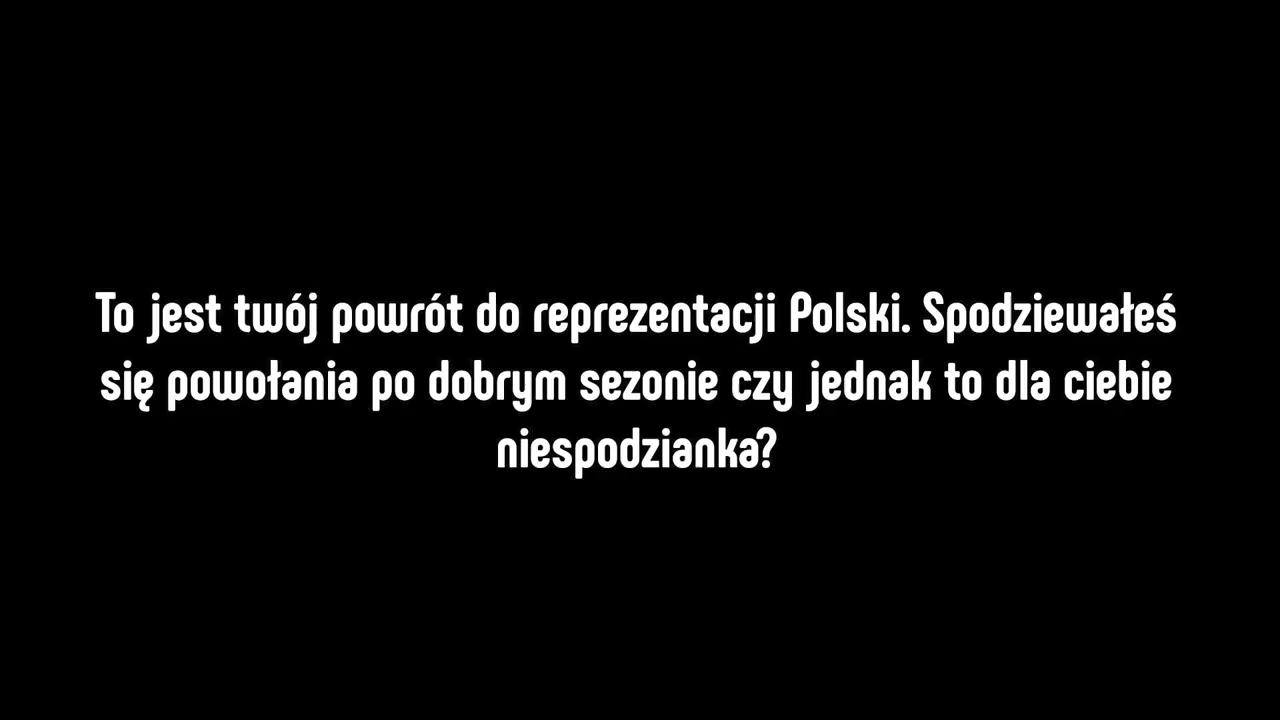 To jest twój powrót do reprezentacji Polski. Spodziewałeś
się powołania po dobrym sezonie czy jednak to dla ciebie
niespodzianka?